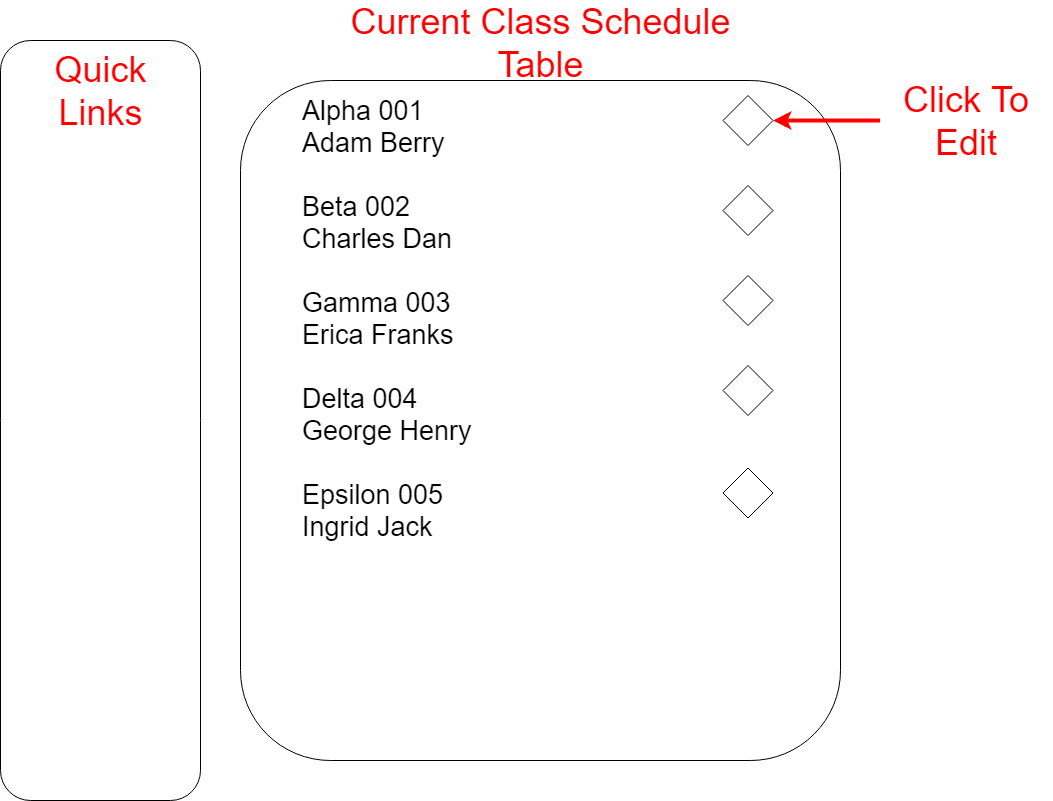 Current Class Schedule
Table
Quick
Links
Click To
Edit
Alpha 001
Adam Berry
Beta 002
Charles Dan
Gamma 003
Erica Franks
Delta 004
George Henry
Epsilon 005
Ingrid Jack